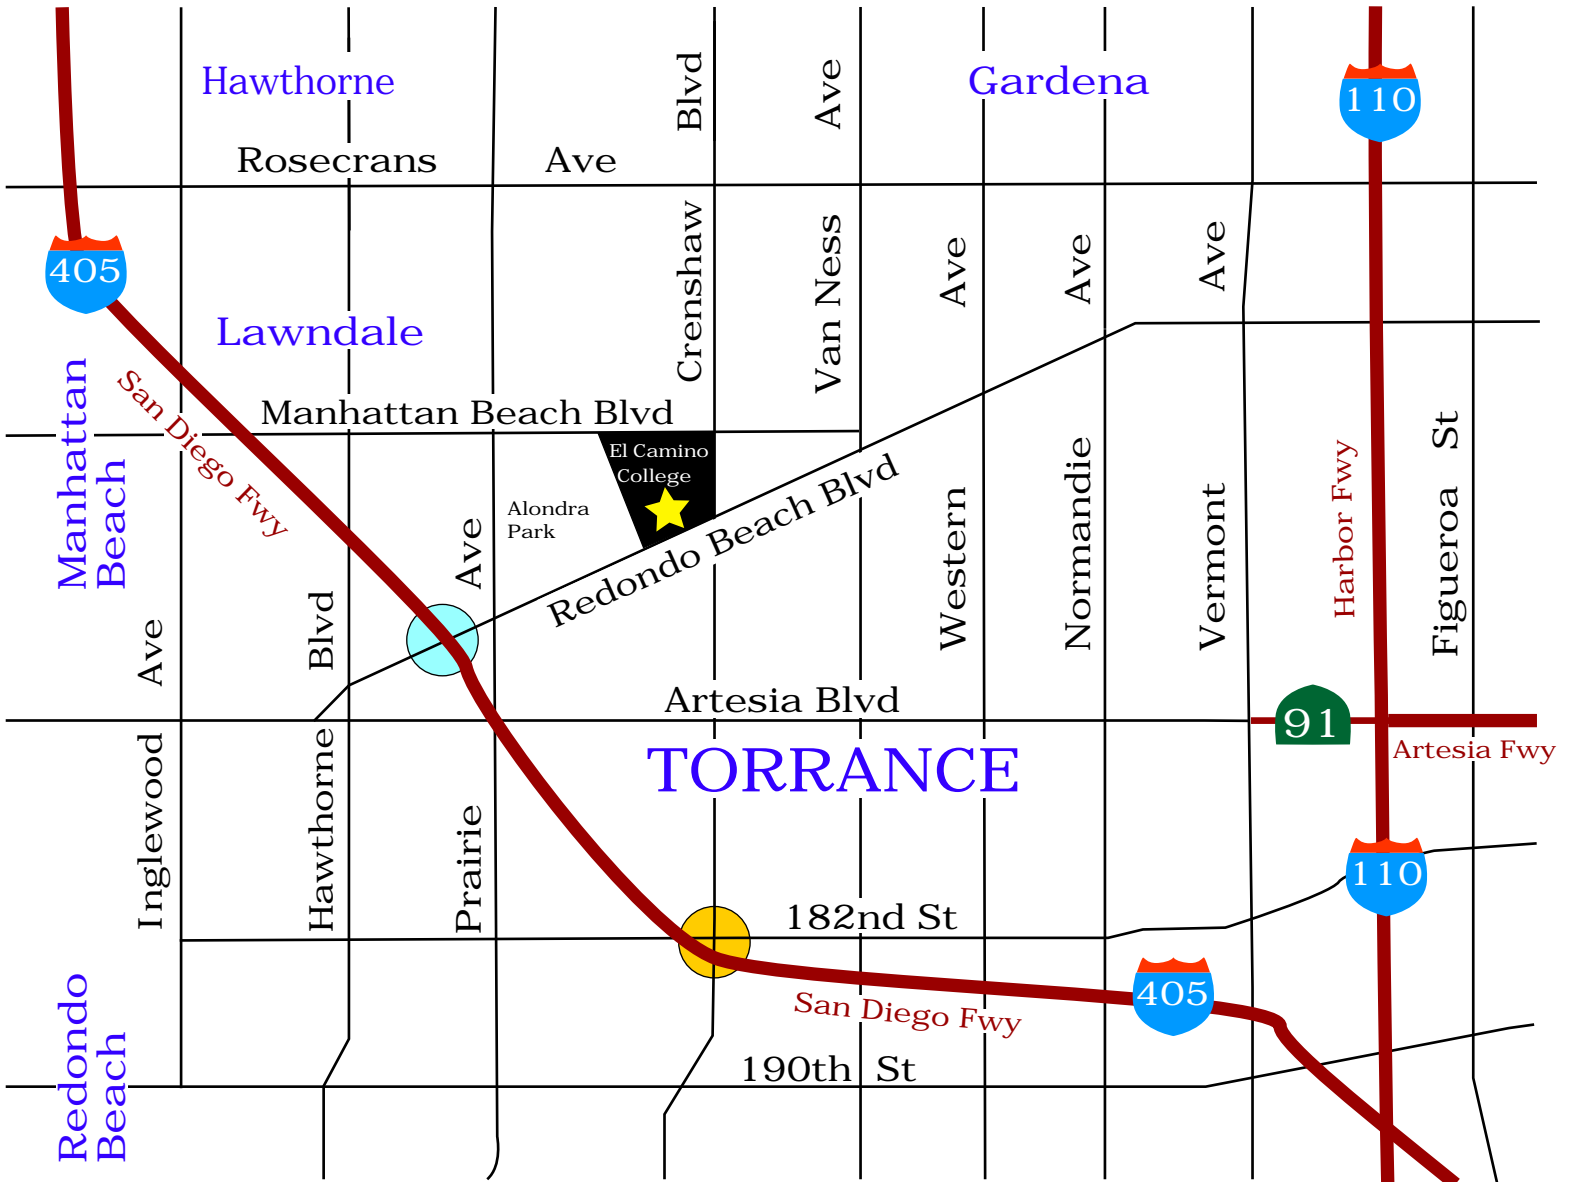 Hawthorne
Gardena
110
Rosecrans Ave
Crenshaw Blvd
Van Ness Ave
405
Lawndale
Manhattan
Beach
San Diego Fwy
Manhattan Beach Blvd
El Camino
College
Alondra
Park
Redondo Beach Blvd
Western Ave
Normandie Ave
Vermont Ave
Harbor Fwy
Figueroa St
Inglewood Ave
Hawthorne Blvd
Prairie Ave
Artesia Blvd
91
Artesia Fwy
TORRANCE
110
182nd St
405
San Diego Fwy
190th St
Redondo
Beach